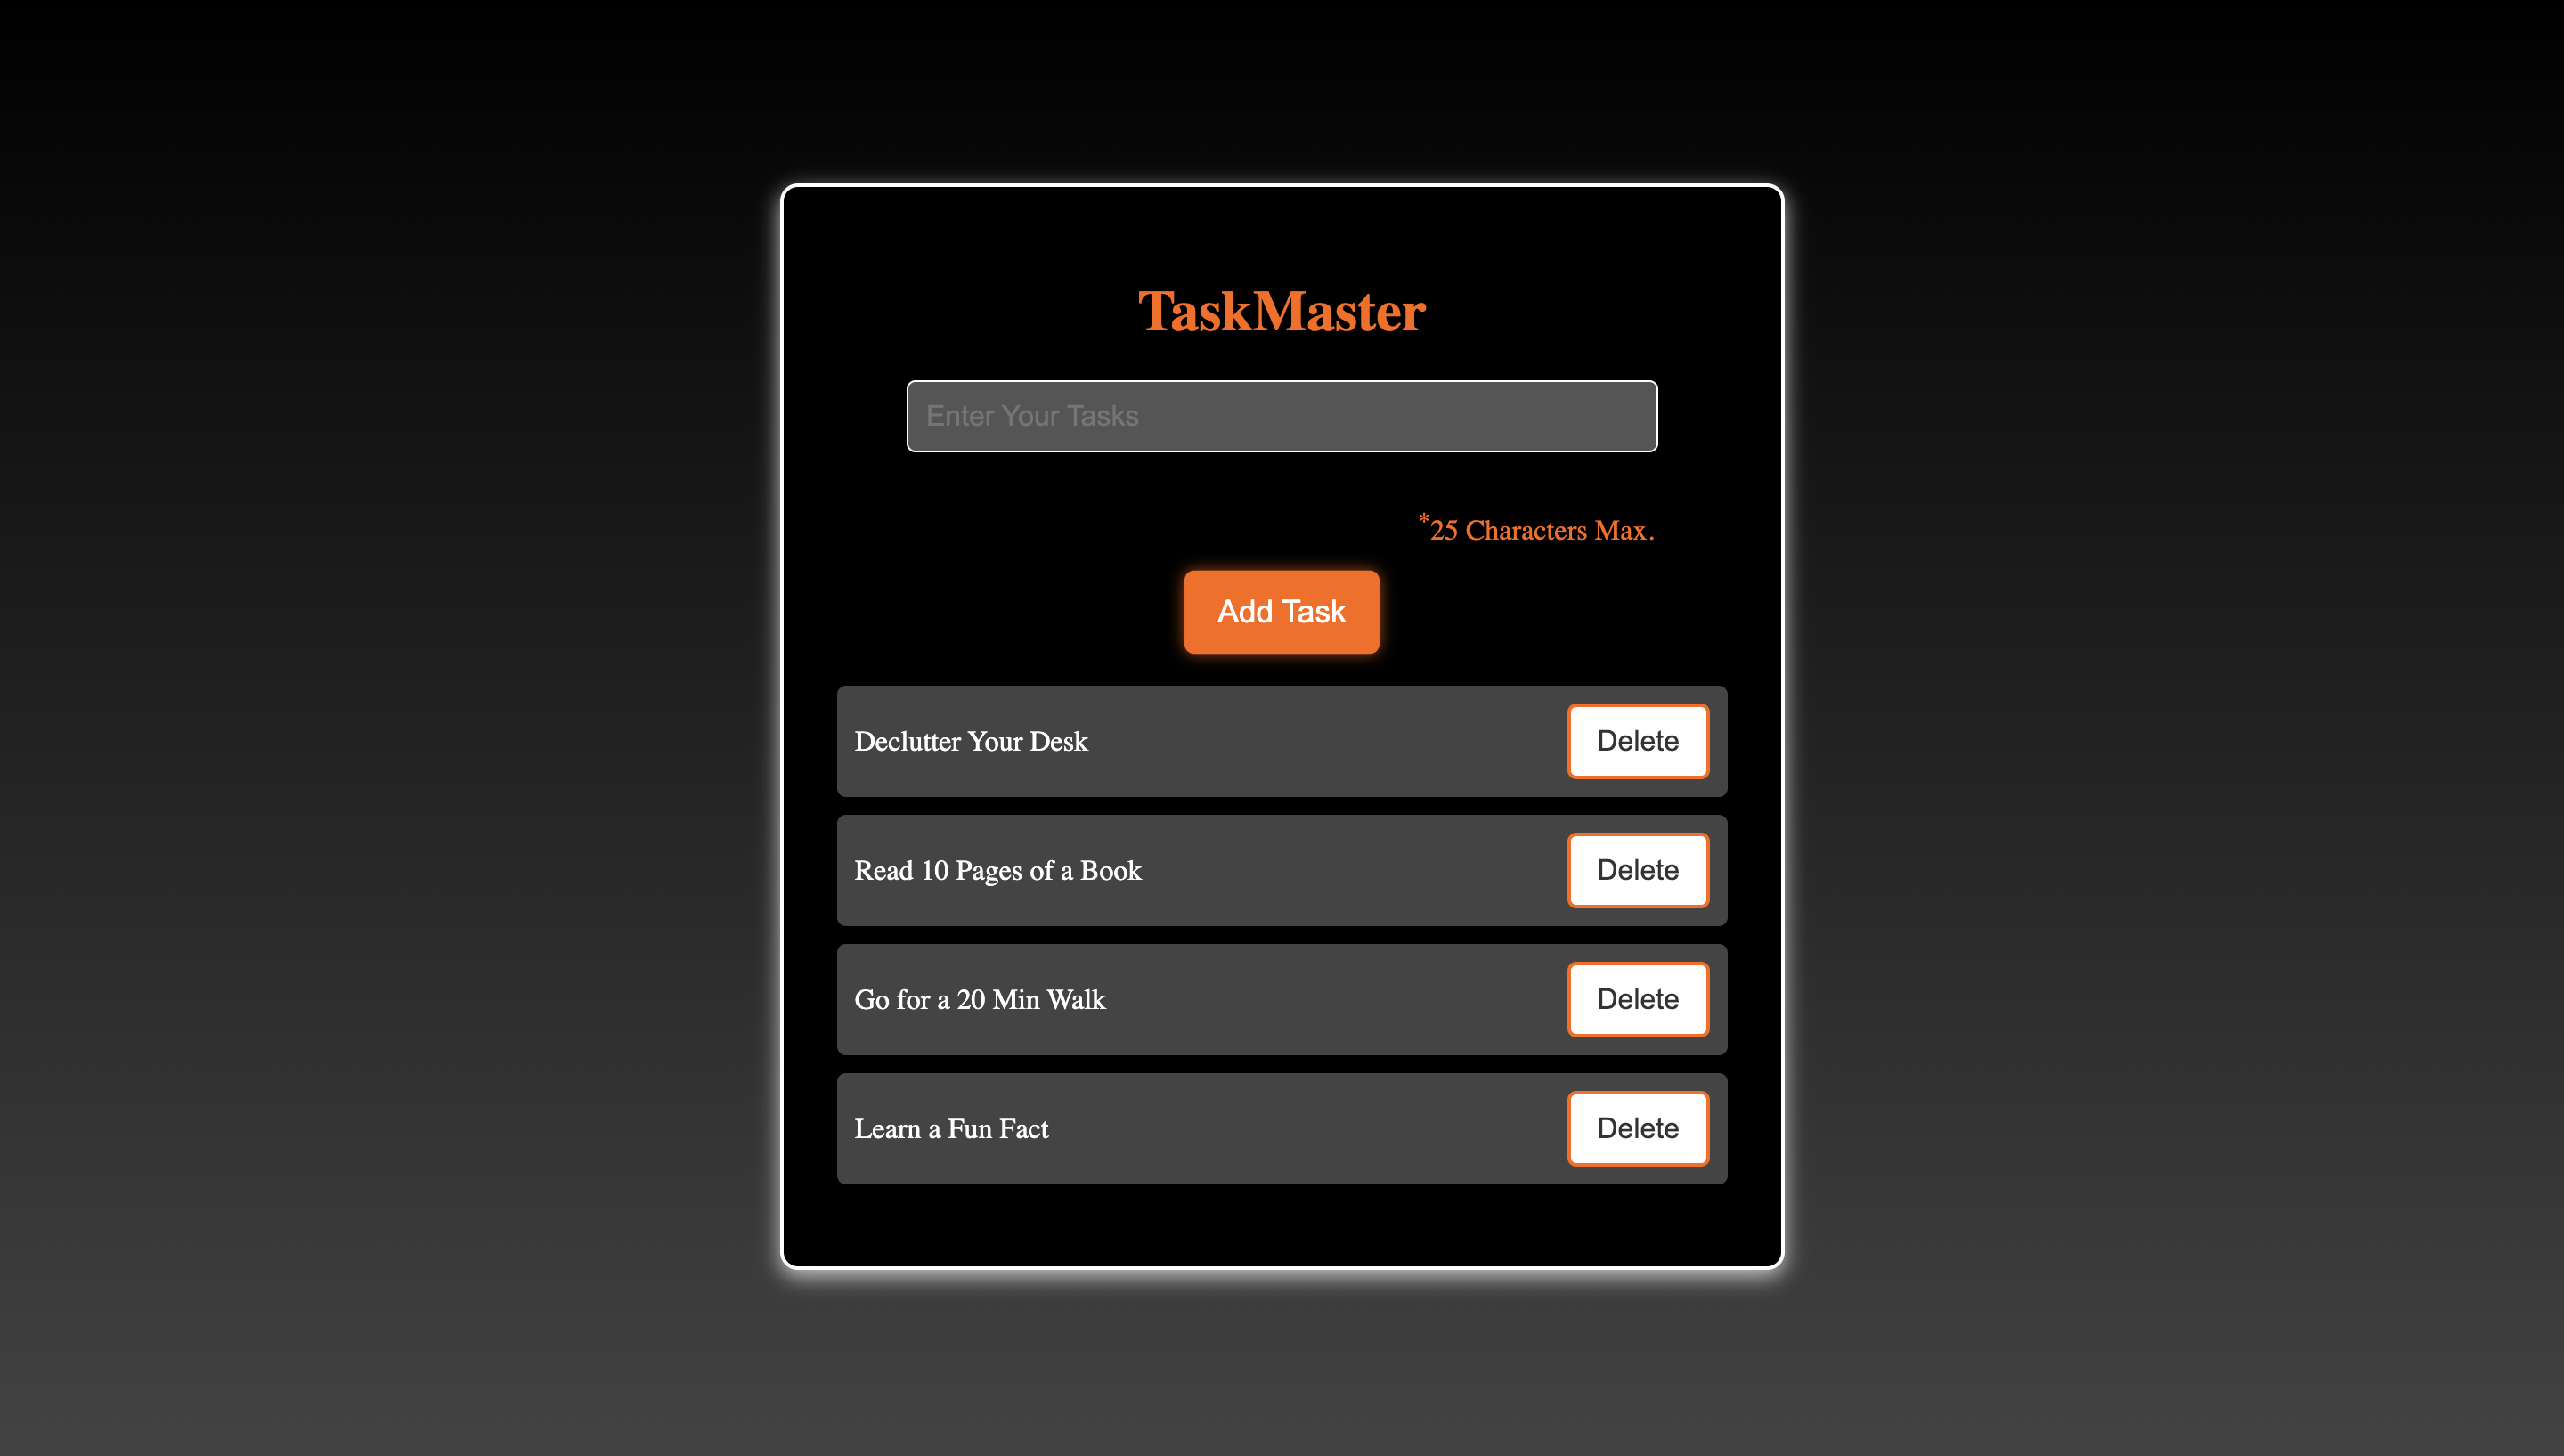 TaskMaster
Enter Your Tasks
*25 Characters Max.
Add Task
Declutter Your Desk
Delete
Read 10 Pages of a Book
Delete
Go for a 20 Min Walk
Delete
Learn a Fun Fact
Delete